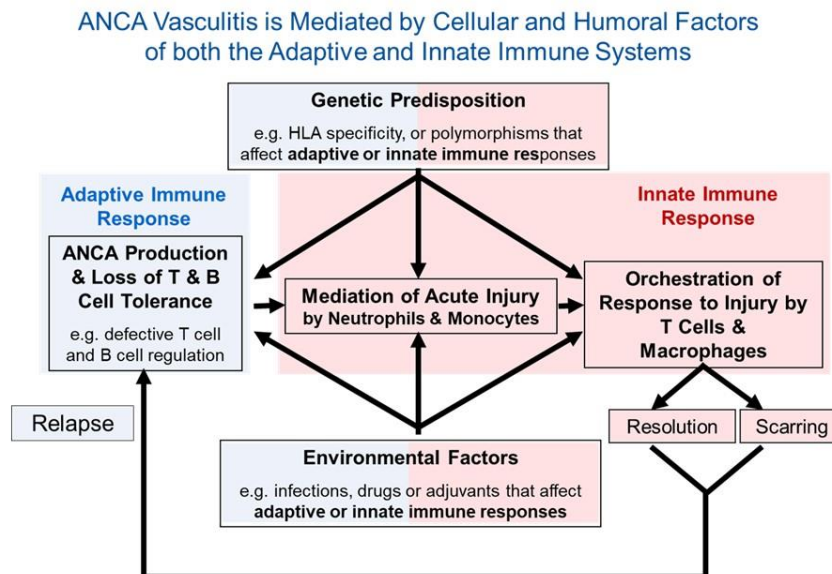 ANCA Vasculitis is Mediated by Cellular and Humoral Factors
of both the Adaptive and Innate Immune Systems
Genetic Predisposition
e.g. HLA specificity, or polymorphisms that
affect adaptive or innate immune responses
Adaptive Immune
Response
Innate Immune
Response
ANCA Production
& Loss of T & B
Cell Tolerance
e.g. defective T cell
and B cell regulation
Mediation of Acute Injury
by Neutrophils & Monocytes
Orchestration of
Response to Injury by
T Cells &
Macrophages
Relapse
Resolution
Scarring
Environmental Factors
e.g. infections, drugs or adjuvants that affect
adaptive or innate immune responses